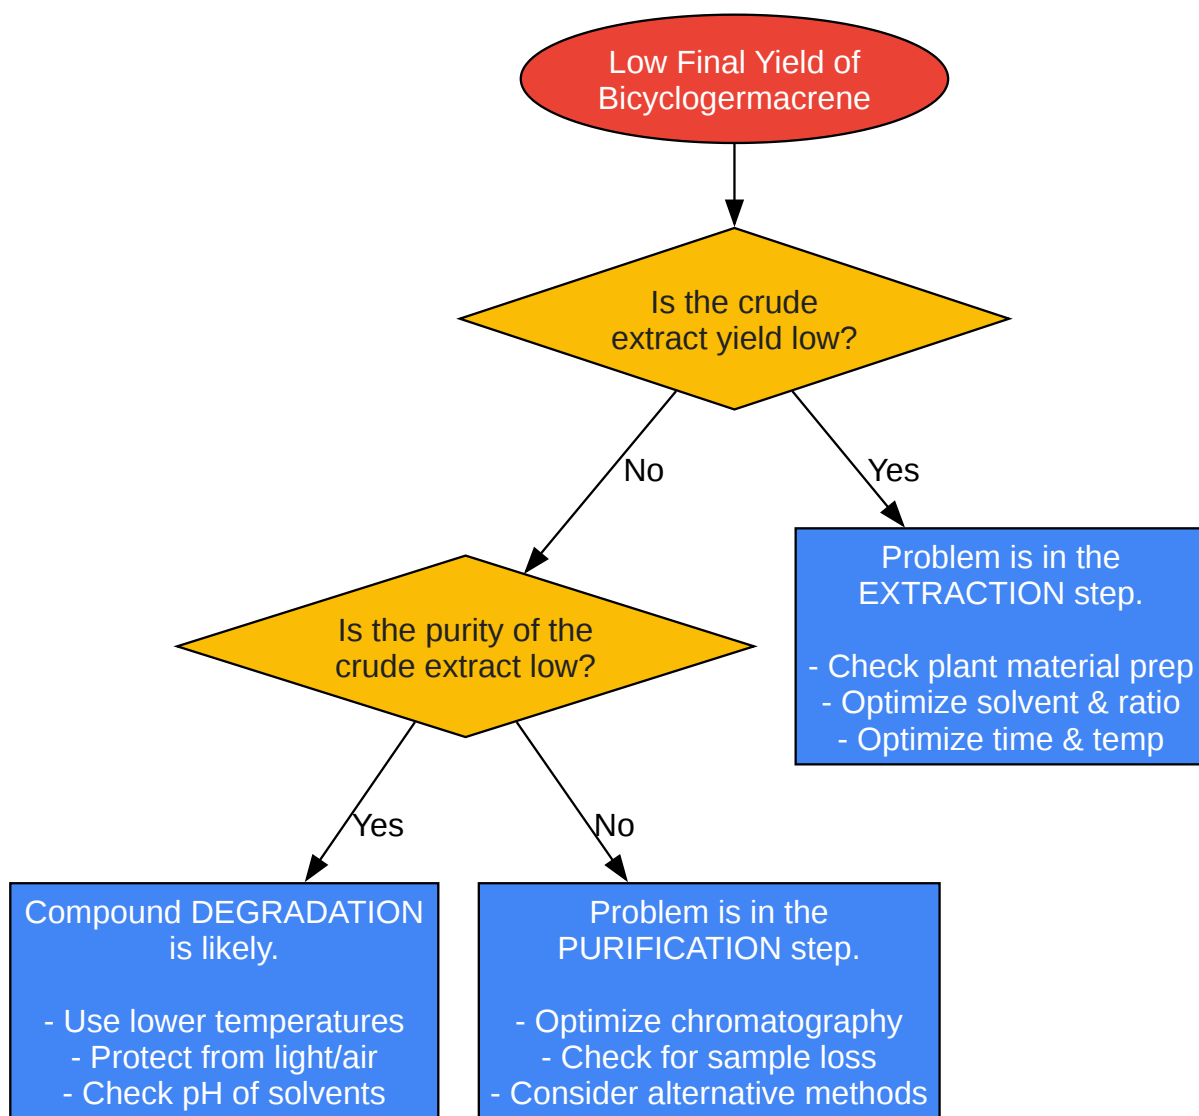 Low Final Yield of
Bicyclogermacrene
Is the crude
extract yield low?
No
Yes
Problem is in the
EXTRACTION step.
- Check plant material prep
- Optimize solvent & ratio
- Optimize time & temp
Is the purity of the
crude extract low?
Yes
No
Compound DEGRADATION
is likely.
- Use lower temperatures
- Protect from light/air
- Check pH of solvents
Problem is in the
PURIFICATION step.
- Optimize chromatography
- Check for sample loss
- Consider alternative methods